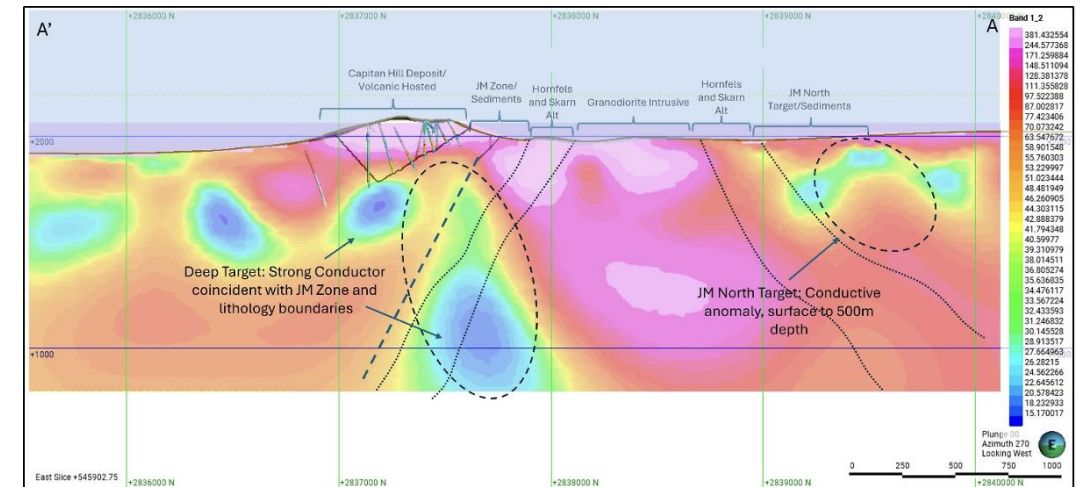 +2836000 N
+2837000 N
+2838000 N
+2839000 N
+2840000 N
A'
A
Band 1_2
Capitan Hill Deposit/
Volcanic Hosted
JM Zone/
Sediments
Hornfels
and Skarn
Alt
Granodiorite Intrusive
Hornfels
and Skarn
Alt
JM North
Target/Sediments
+2000
Deep Target: Strong Conductor
coincident with JM Zone and
lithology boundaries
JM North Target: Conductive
anomaly, surface to 500m
depth
+1000
381.432554
244.577368
171.259884
148.511094
128.381378
111.355828
97.522388
87.002817
77.423406
70.073242
63.547672
58.901548
55.760303
53.229997
51.023444
48.481949
46.260905
44.303115
42.888379
41.794348
40.59977
39.310979
38.014511
36.805274
35.636835
34.476117
33.567224
32.433593
31.246832
30.145528
28.913517
27.664963
26.28215
24.562266
22.645612
20.578423
18.232933
15.170017
Plunge 00
Azimuth 270
Looking West
E
0 250 500 750 1000
East Slice +545902.75
+2836000 N
+2837000 N
+2838000 N
+2839000 N
+2840000 N